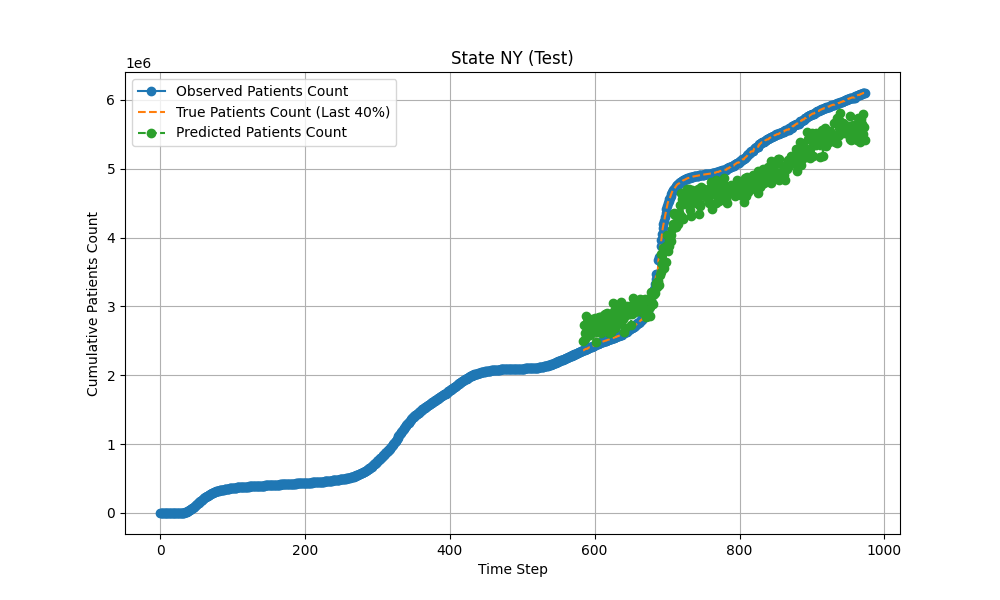 State NY (Test)
1e6
Observed Patients Count
True Patients Count (Last 40%)
Predicted Patients Count
6
5
4
3
2
1
0
Cumulative Patients Count
0 200 400 600 800 1000
Time Step